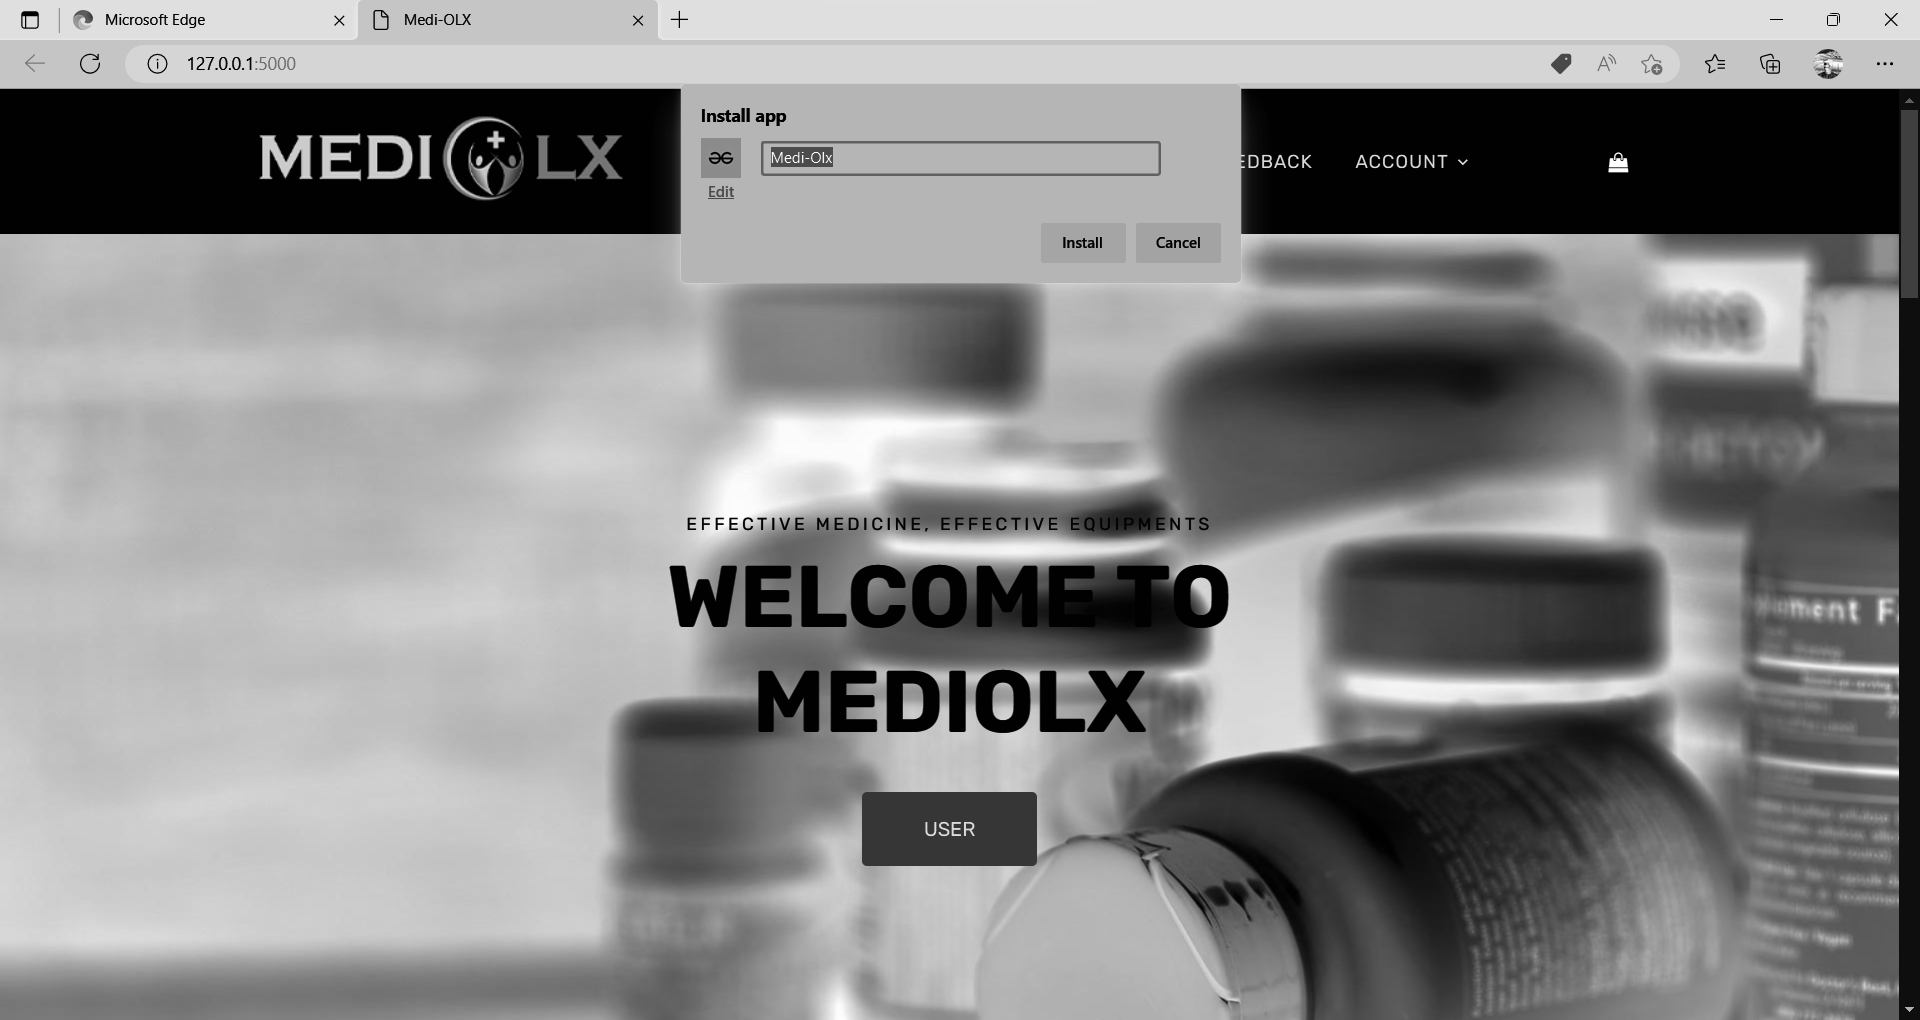 Microsoft Edge
Medi-OLX
127.0.0.1:5000
MEDI LX
Install app
Medi-Olx
Edit
Install
Cancel
EDBACK
ACCOUNT
EFFECTIVE MEDICINE, EFFECTIVE EQUIPMENTS
WELCOME TO
MEDIOLX
USER